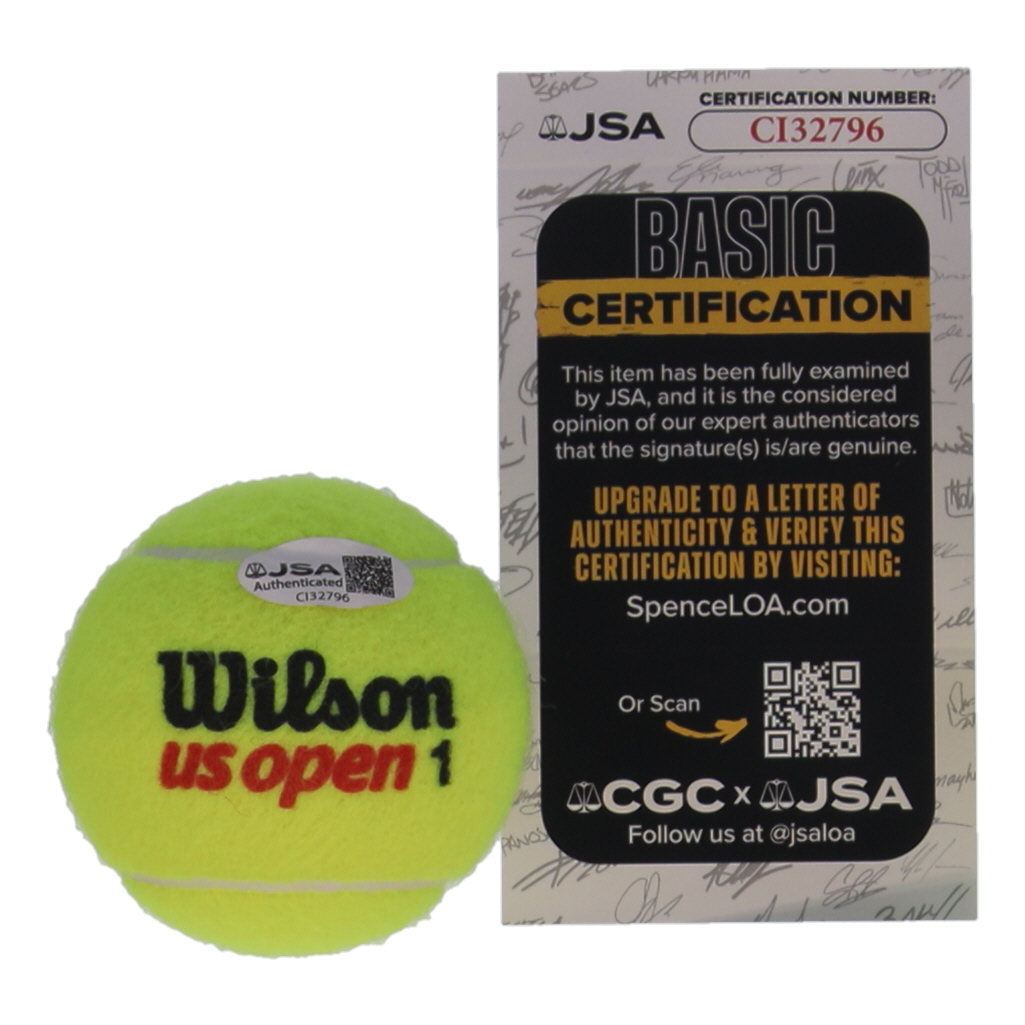 JSA
Authenticated
CI32796
Wilson
us open 1
JSA
CERTIFICATION NUMBER:
CI32796
BASIC
CERTIFICATION
This item has been fully examined
by JSA, and it is the considered
opinion of our expert authenticators
that the signature(s) is/are genuine.
UPGRADE TO A LETTER OF
AUTHENTICITY & VERIFY THIS
CERTIFICATION BY VISITING:
SpenceLOA.com
Or Scan
CGC x JSA
Follow us at @jsaloa